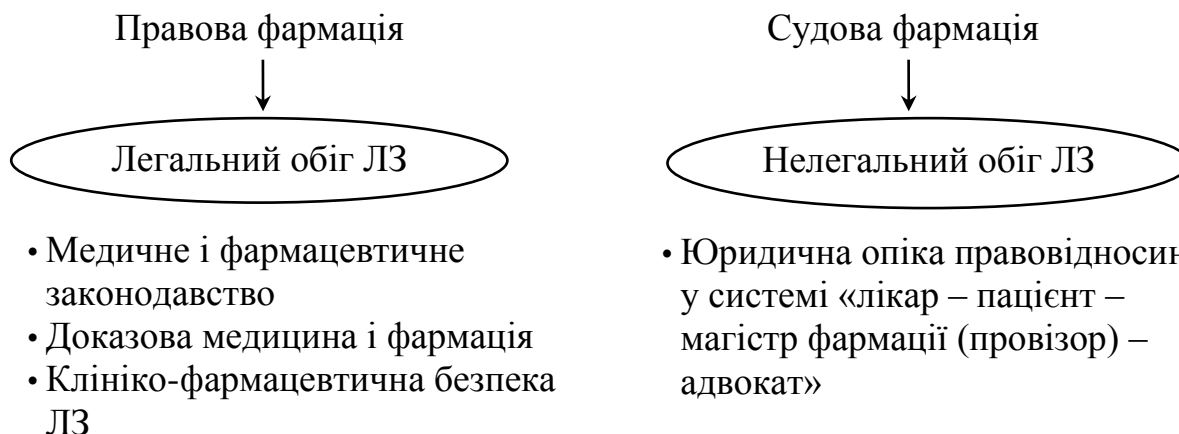 Правова фармація
Легальний обіг ЛЗ
• Медичне і фармацевтичне
законодавство
• Доказова медицина і фармація
• Клініко-фармацевтична безпека
ЛЗ
Судова фармація
Нелегальний обіг ЛЗ
• Юридична опіка правовідносин
у системі «лікар – пацієнт –
магістр фармації (провізор) –
адвокат»